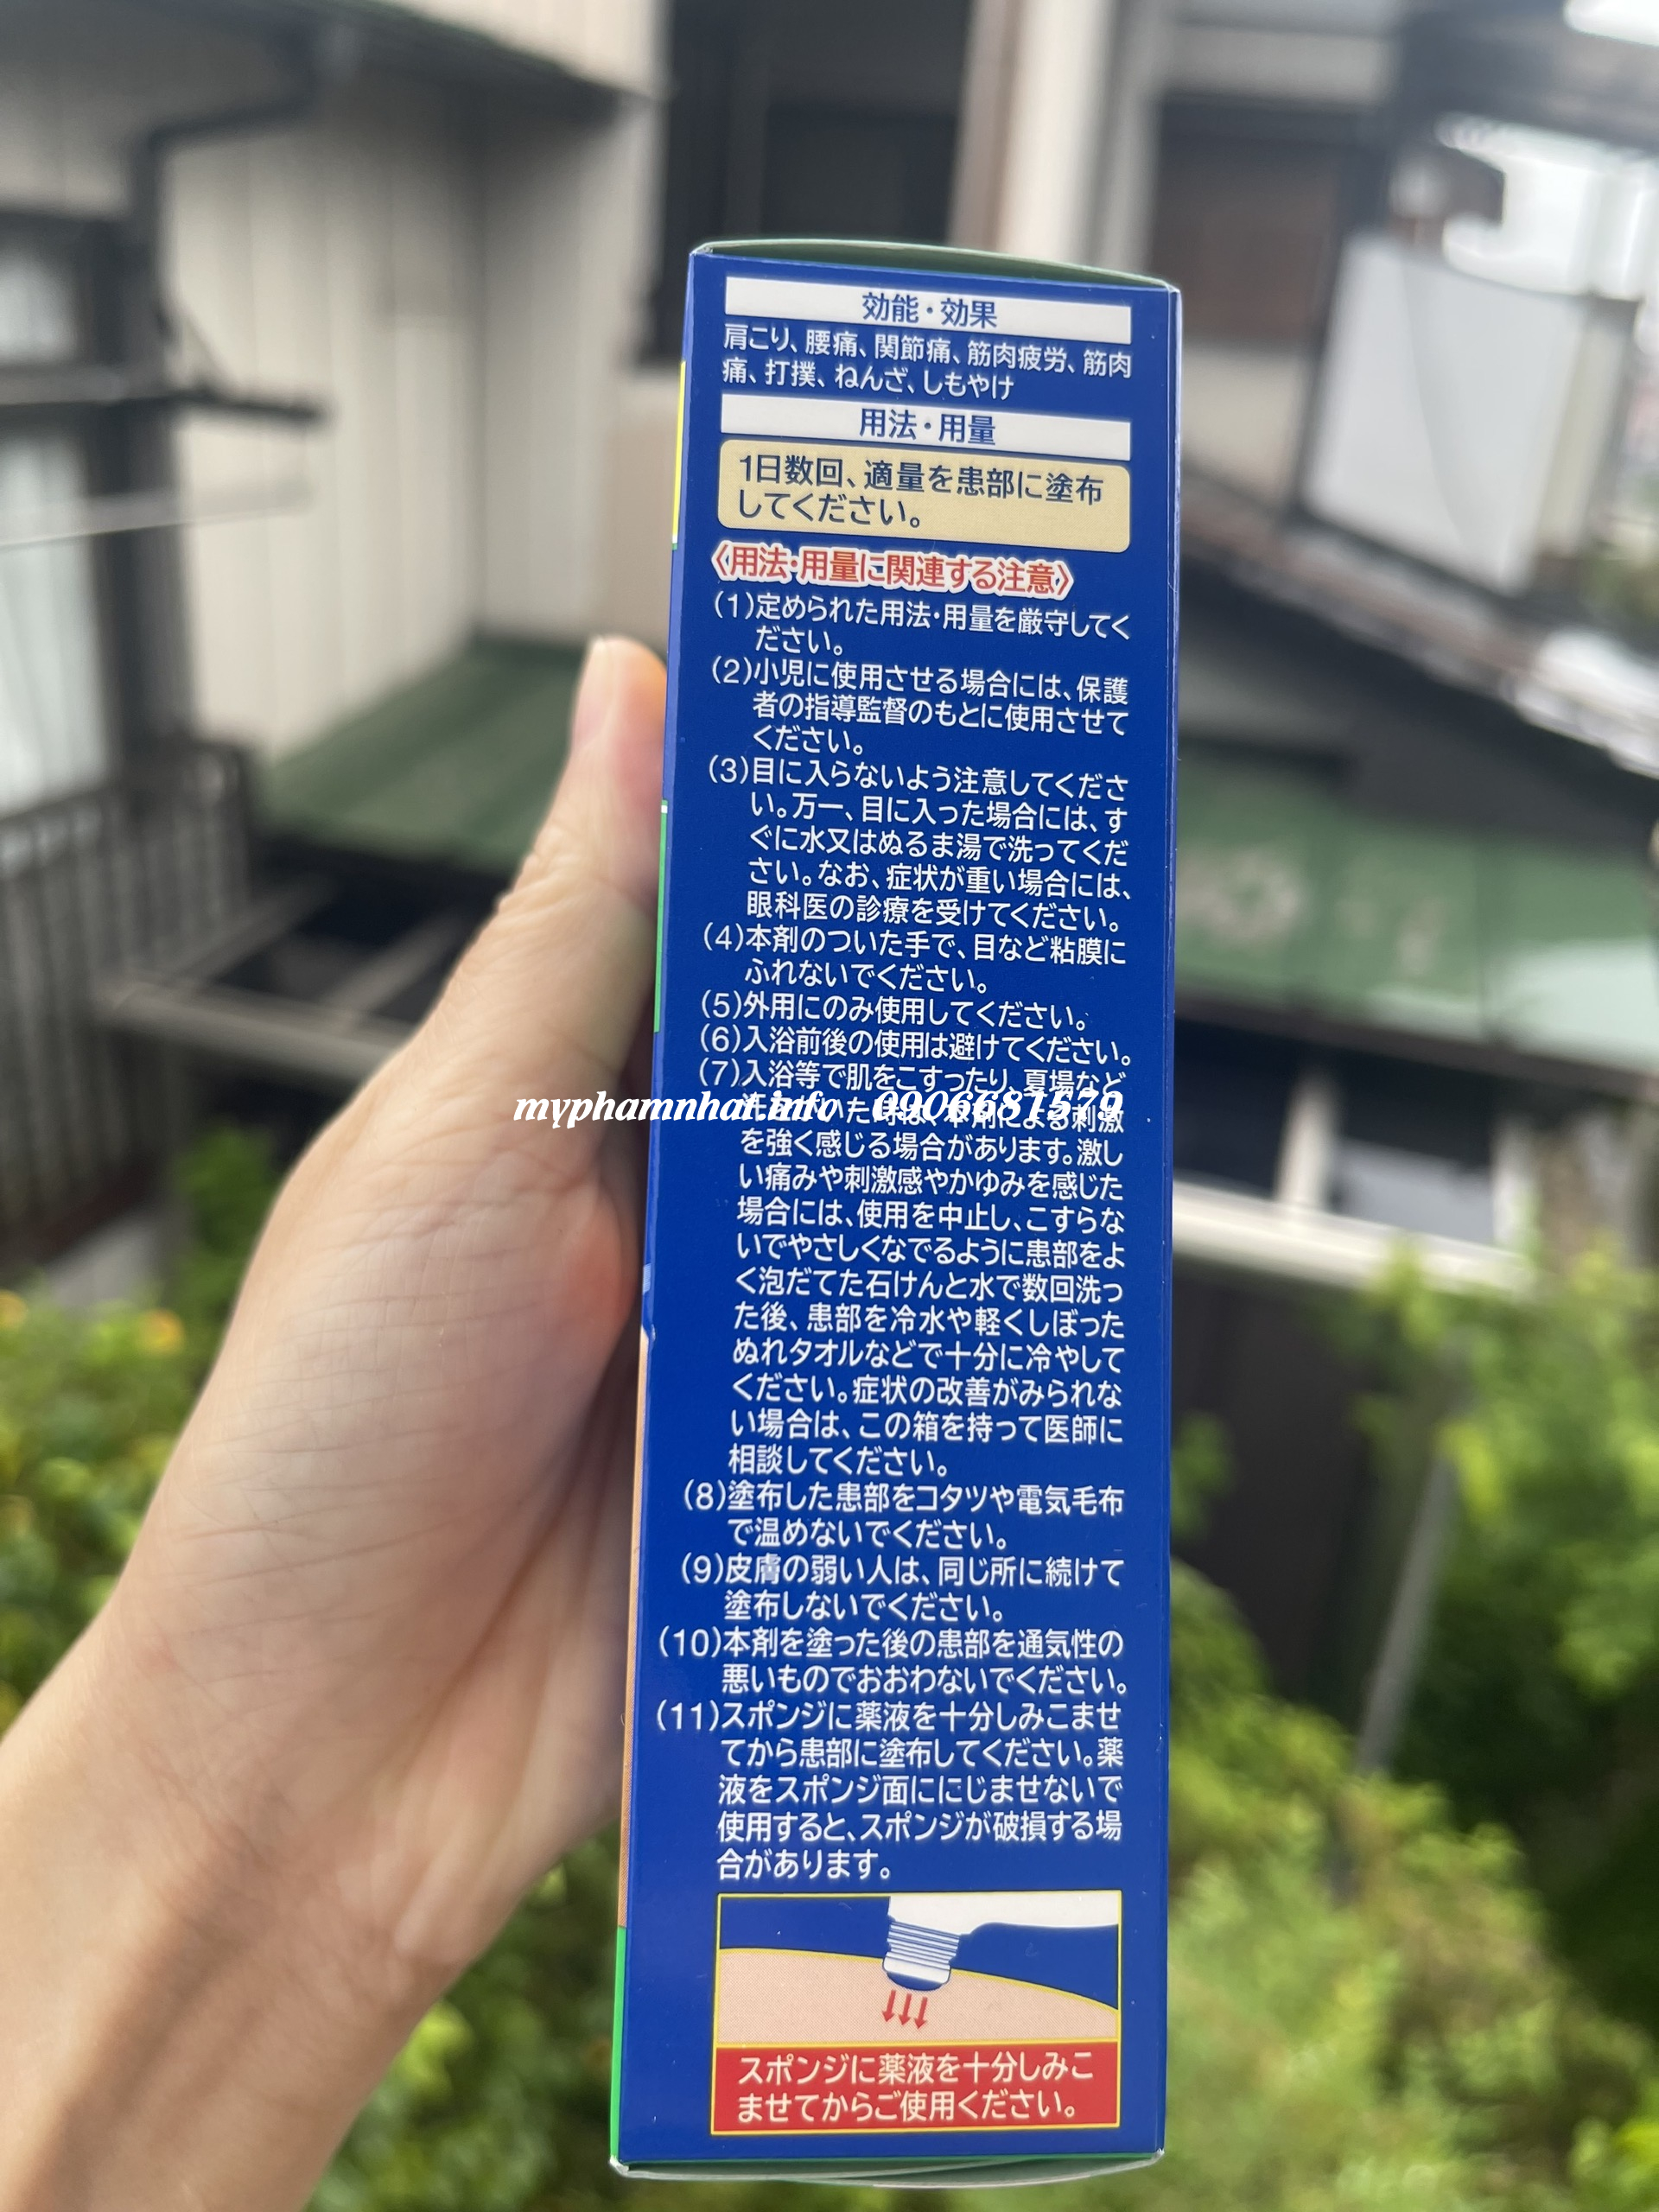 効能・効果
肩こり、腰痛、関節痛、筋肉疲労、筋肉
痛、打撲、ねんざ、しもやけ
用法・用量
1日数回、適量を患部に塗布
してください。
〈用法・用量に関連する注意〉
(1)定められた用法・用量を厳守してく
ださい。
(2)小児に使用させる場合には、保護
者の指導監督のもとに使用させて
ください。
(3)目に入らないよう注意してくださ
い。万一、目に入った場合には、す
ぐに水又はぬるま湯で洗ってくだ
さい。なお、症状が重い場合には、
眼科医の診療を受けてください。
(4)本剤のついた手で、目など粘膜に
ふれないでください。
(5)外用にのみ使用してください。
(6)入浴前後の使用は避けてください。
(7)入浴等で肌をこすったり、夏場など
myphamnhat.info 0906681579
いた時は、本剤による刺激
を強く感じる場合があります。激し
い痛みや刺激感やかゆみを感じた
場合には、使用を中止し、こすらな
いでやさしくなでるように患部をよ
く泡だてた石けんと水で数回洗っ
た後、患部を冷水や軽くしぼった
ぬれタオルなどで十分に冷やして
ください。症状の改善がみられな
い場合は、この箱を持って医師に
相談してください。
(8)塗布した患部をコタツや電気毛布
で温めないでください。
(9)皮膚の弱い人は、同じ所に続けて
塗布しないでください。
(10)本剤を塗った後の患部を通気性の
悪いものでおおわないでください。
(11)スポンジに薬液を十分しみこませ
てから患部に塗布してください。薬
液をスポンジ面ににじませないで
使用すると、スポンジが破損する場
合があります。
スポンジに薬液を十分しみこ
ませてからご使用ください。